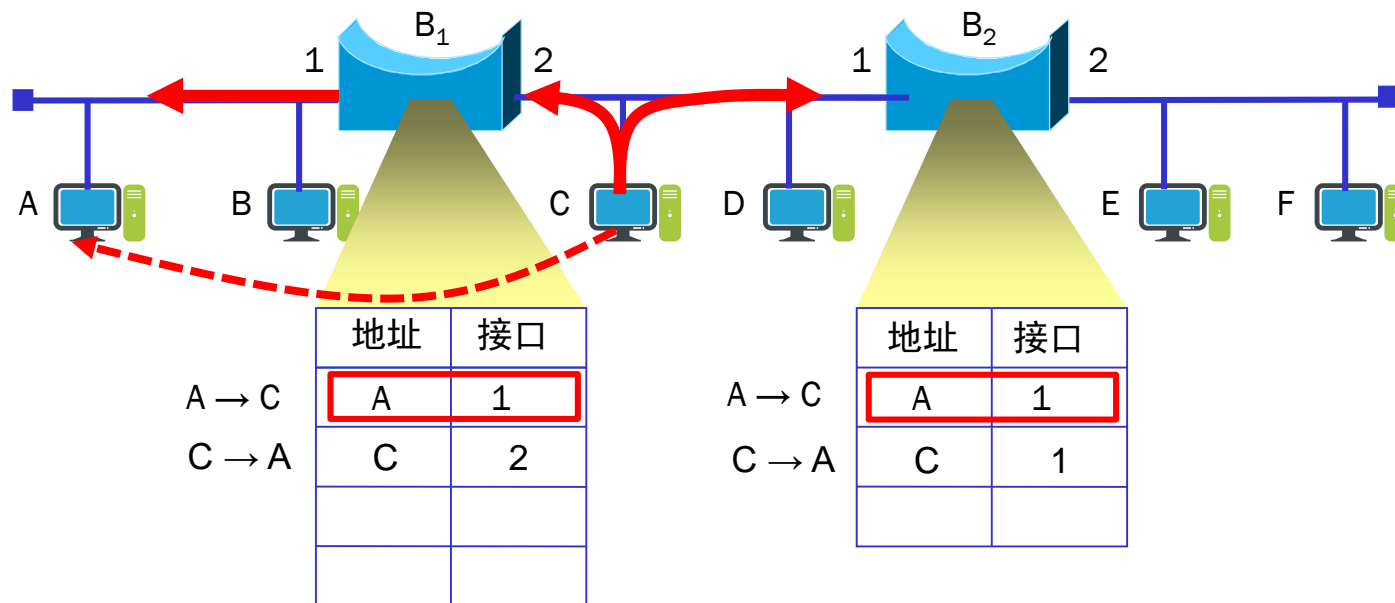 B₁
B₂
1
2
1
2
A
B
C
D
E
F
地址 接口
A → C A 1
C → A C 2
地址 接口
A → C A 1
C → A C 1